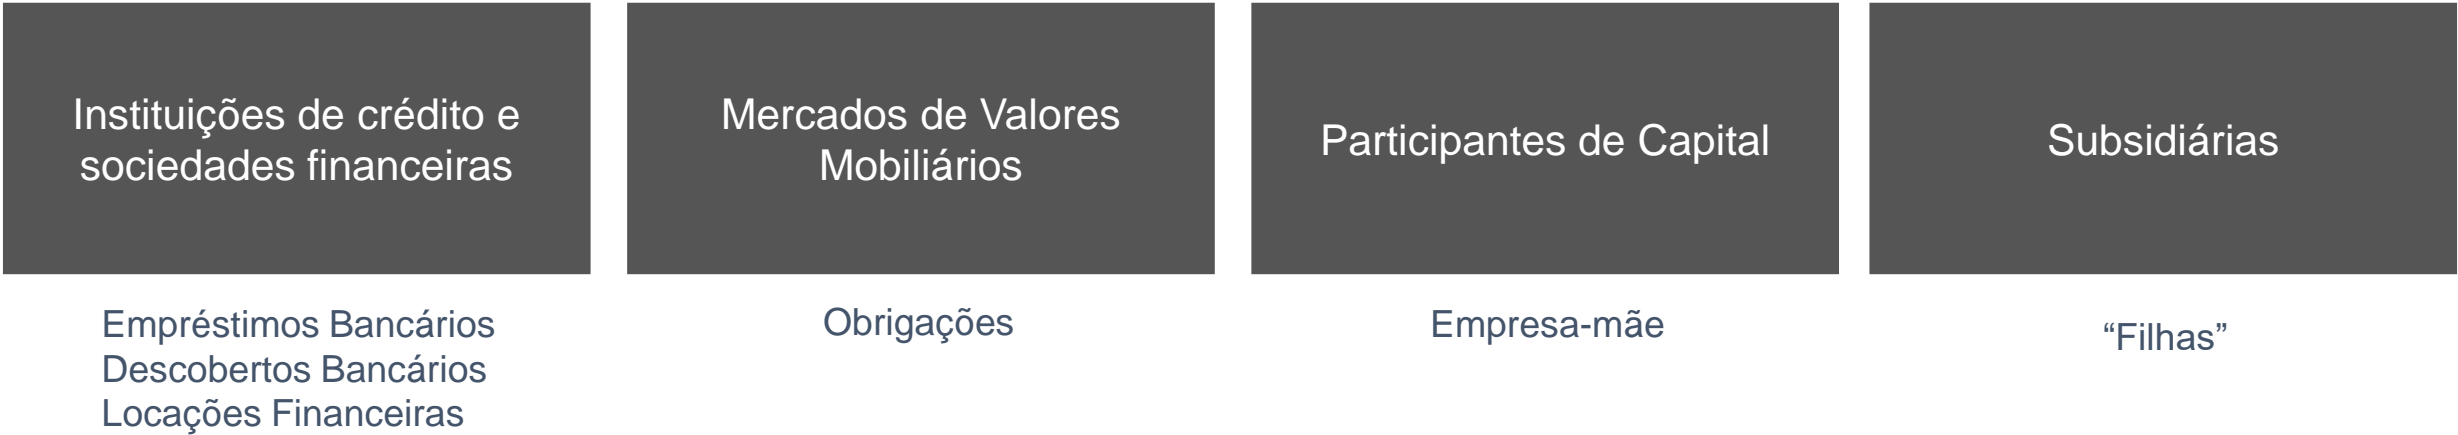 Instituições de crédito e
sociedades financeiras
Empréstimos Bancários
Descobertos Bancários
Locações Financeiras
Mercados de Valores
Mobiliários
Obrigações
Participantes de Capital
Empresa-mãe
Subsidiárias
“Filhas”